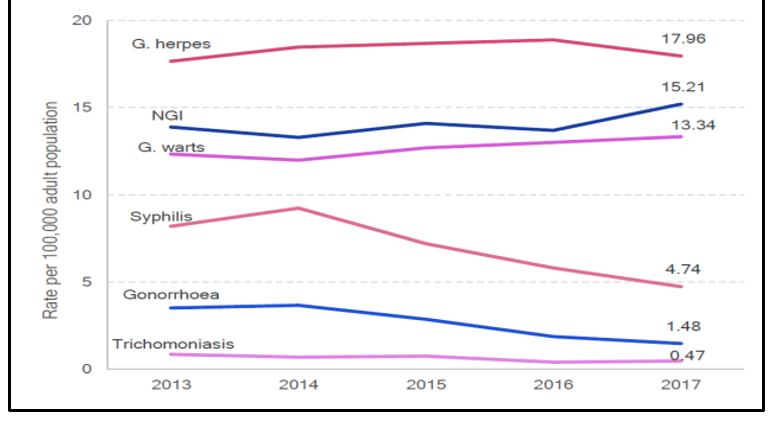 20
G. herpes
17.96
15.21
15
NGI
13.34
G. warts
Rate per 100,000 adult population
10
Syphilis
4.74
5
Gonorrhoea
1.48
Trichomoniasis
0.47
0
2013 2014 2015 2016 2017